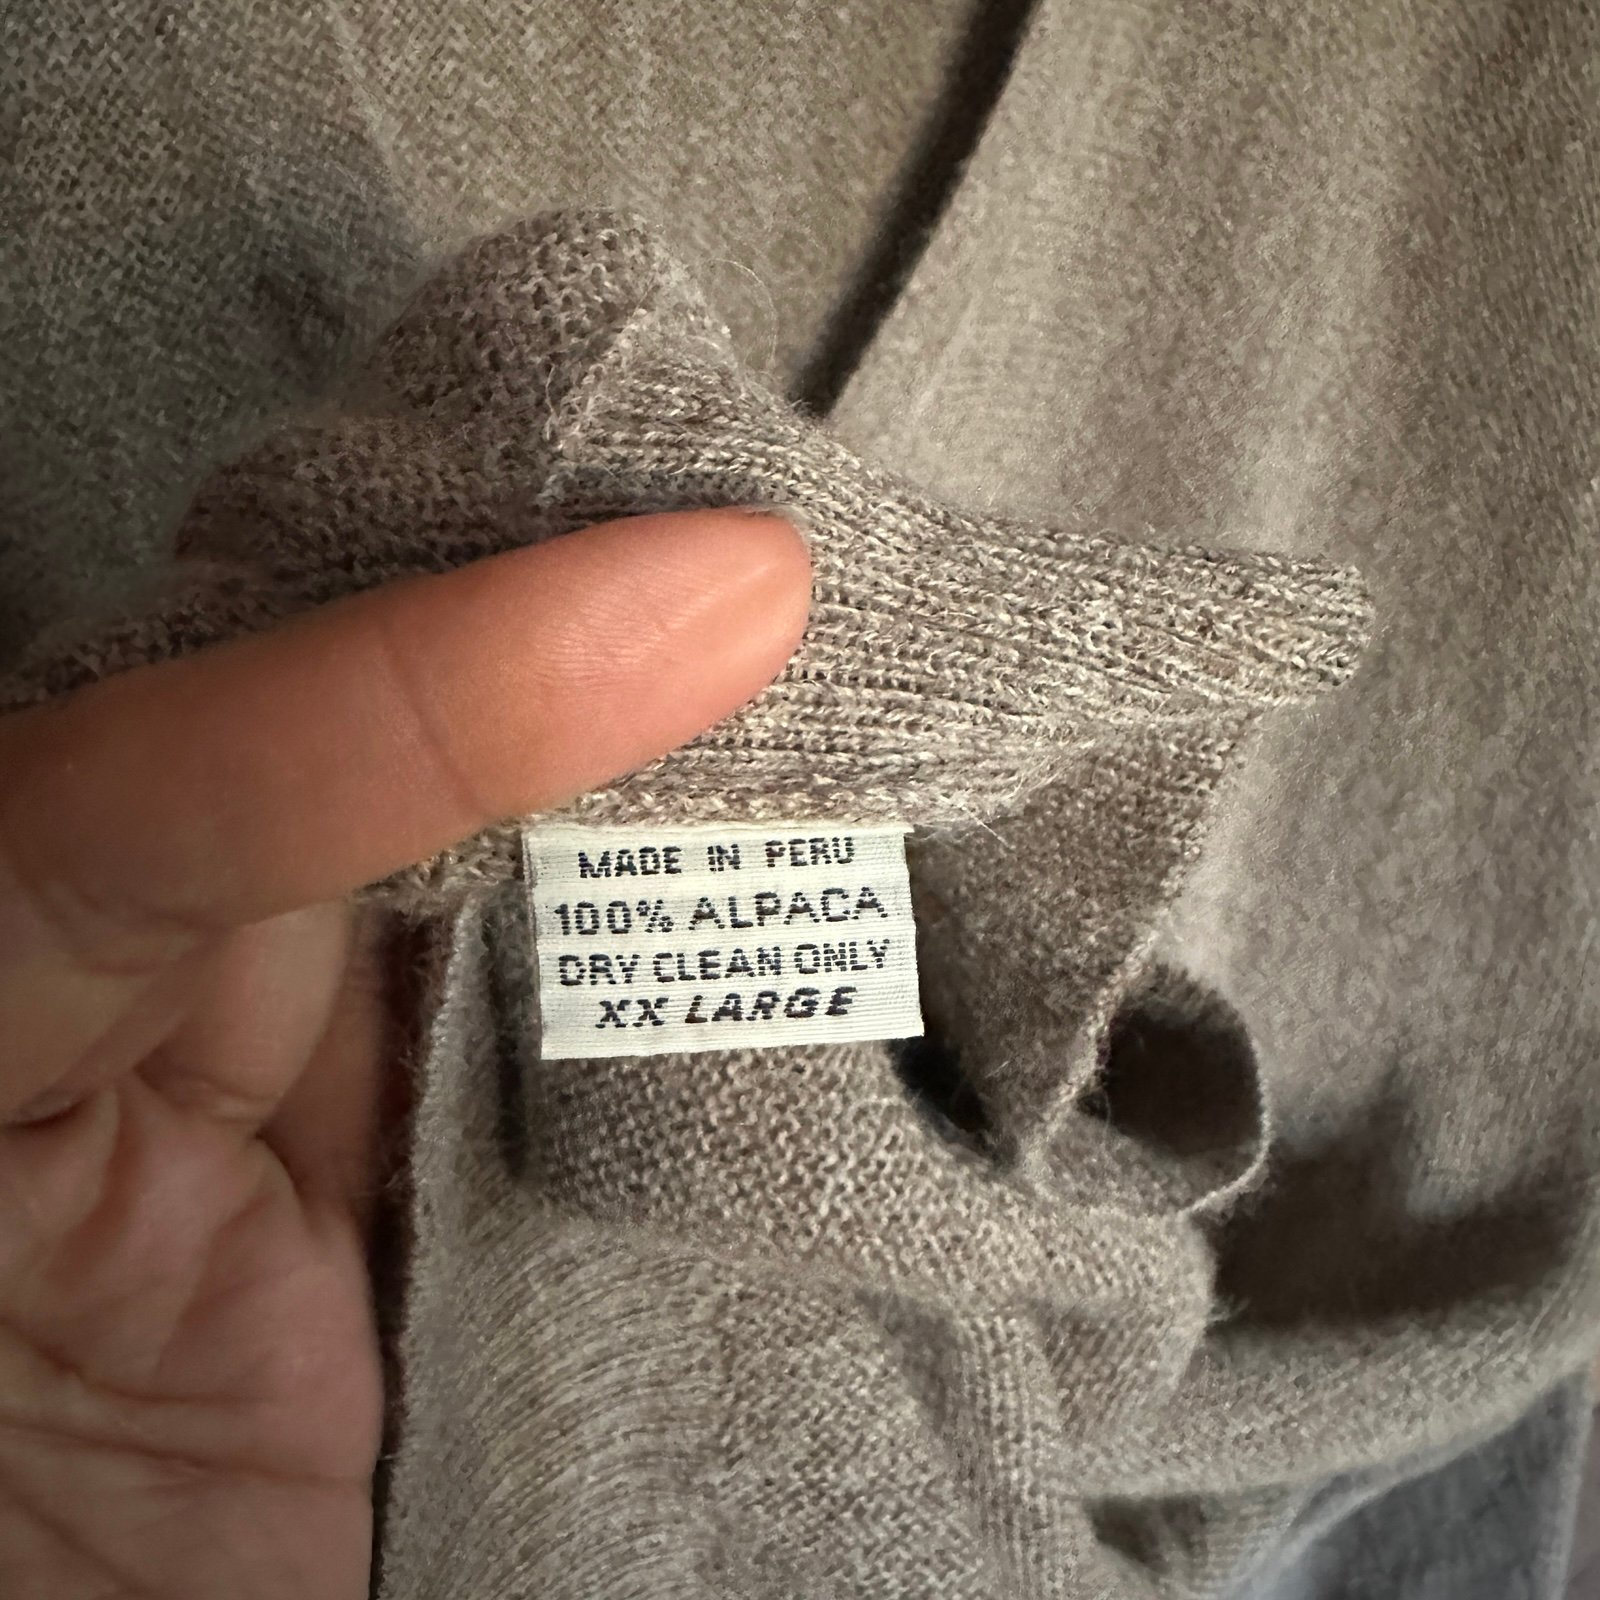 MADE IN PERU
100% ALPACA
DRY CLEAN ONLY
XX LARGE